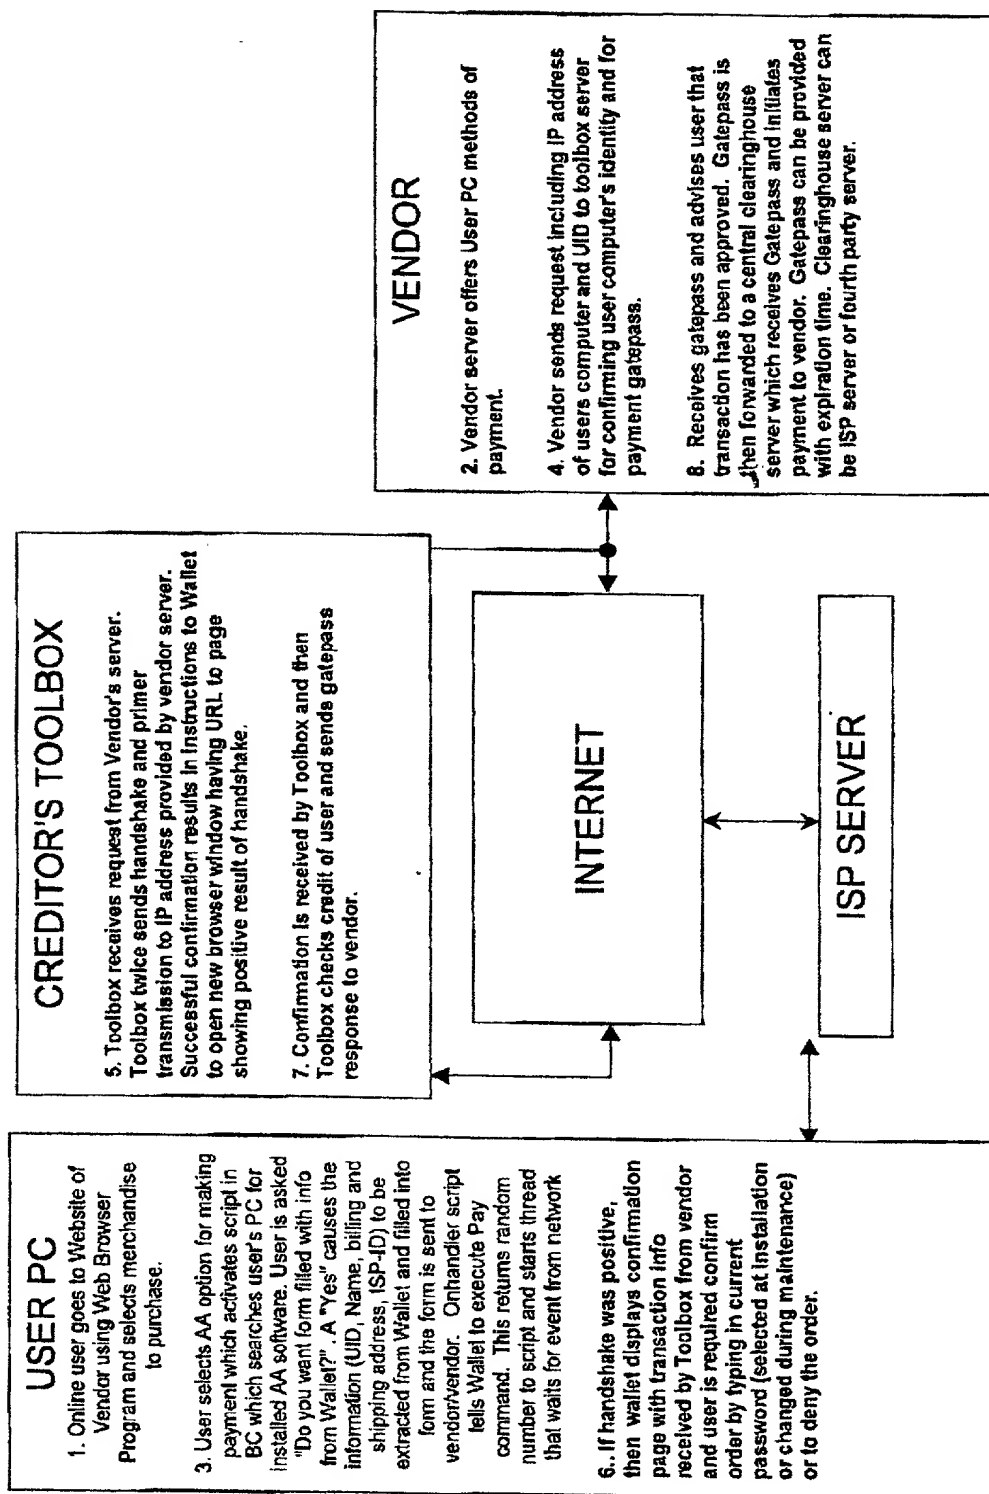 USER PC
1. Online user goes to Website of
Vendor using Web Browser
Program and selects merchandise
to purchase.
3. User selects AA option for making
payment which activates script in
BC which searches user's PC for
installed AA software. User is asked
"Do you want form filled with info
from Wallet?". A "Yes" causes the
information (UID, Name, billing and
shipping address, ISP-ID) to be
extracted from Wallet and filled into
form and the form is sent to
vendor/vendor. Onhandler script
tells Wallet to execute Pay
command. This returns random
number to script and starts thread
that waits for event from network
6.. If handshake was positive,
then wallet displays confirmation
page with transaction info
received by Toolbox from vendor
and user is required confirm
order by typing in current
password (selected at installation
or changed during maintenance)
or to deny the order.
CREDITOR'S TOOLBOX
5. Toolbox receives request from Vendor's server.
Toolbox twice sends handshake and primer
transmission to IP address provided by vendor server.
Successful confirmation results in Instructions to Wallet
to open new browser window having URL to page
showing positive result of handshake.
7. Confirmation is received by Toolbox and then
Toolbox checks credit of user and sends gatepass
response to vendor.
INTERNET
ISP SERVER
VENDOR
2. Vendor server offers User PC methods of
payment.
4. Vendor sends request including IP address
of users computer and UID to toolbox server
for confirming user computer's identity and for
payment gatepass.
8. Receives gatepass and advises user that
transaction has been approved. Gatepass is
then forwarded to a central clearinghouse
server which receives Gatepass and initiates
payment to vendor. Gatepass can be provided
with expiration time. Clearinghouse server can
be ISP server or fourth party server.